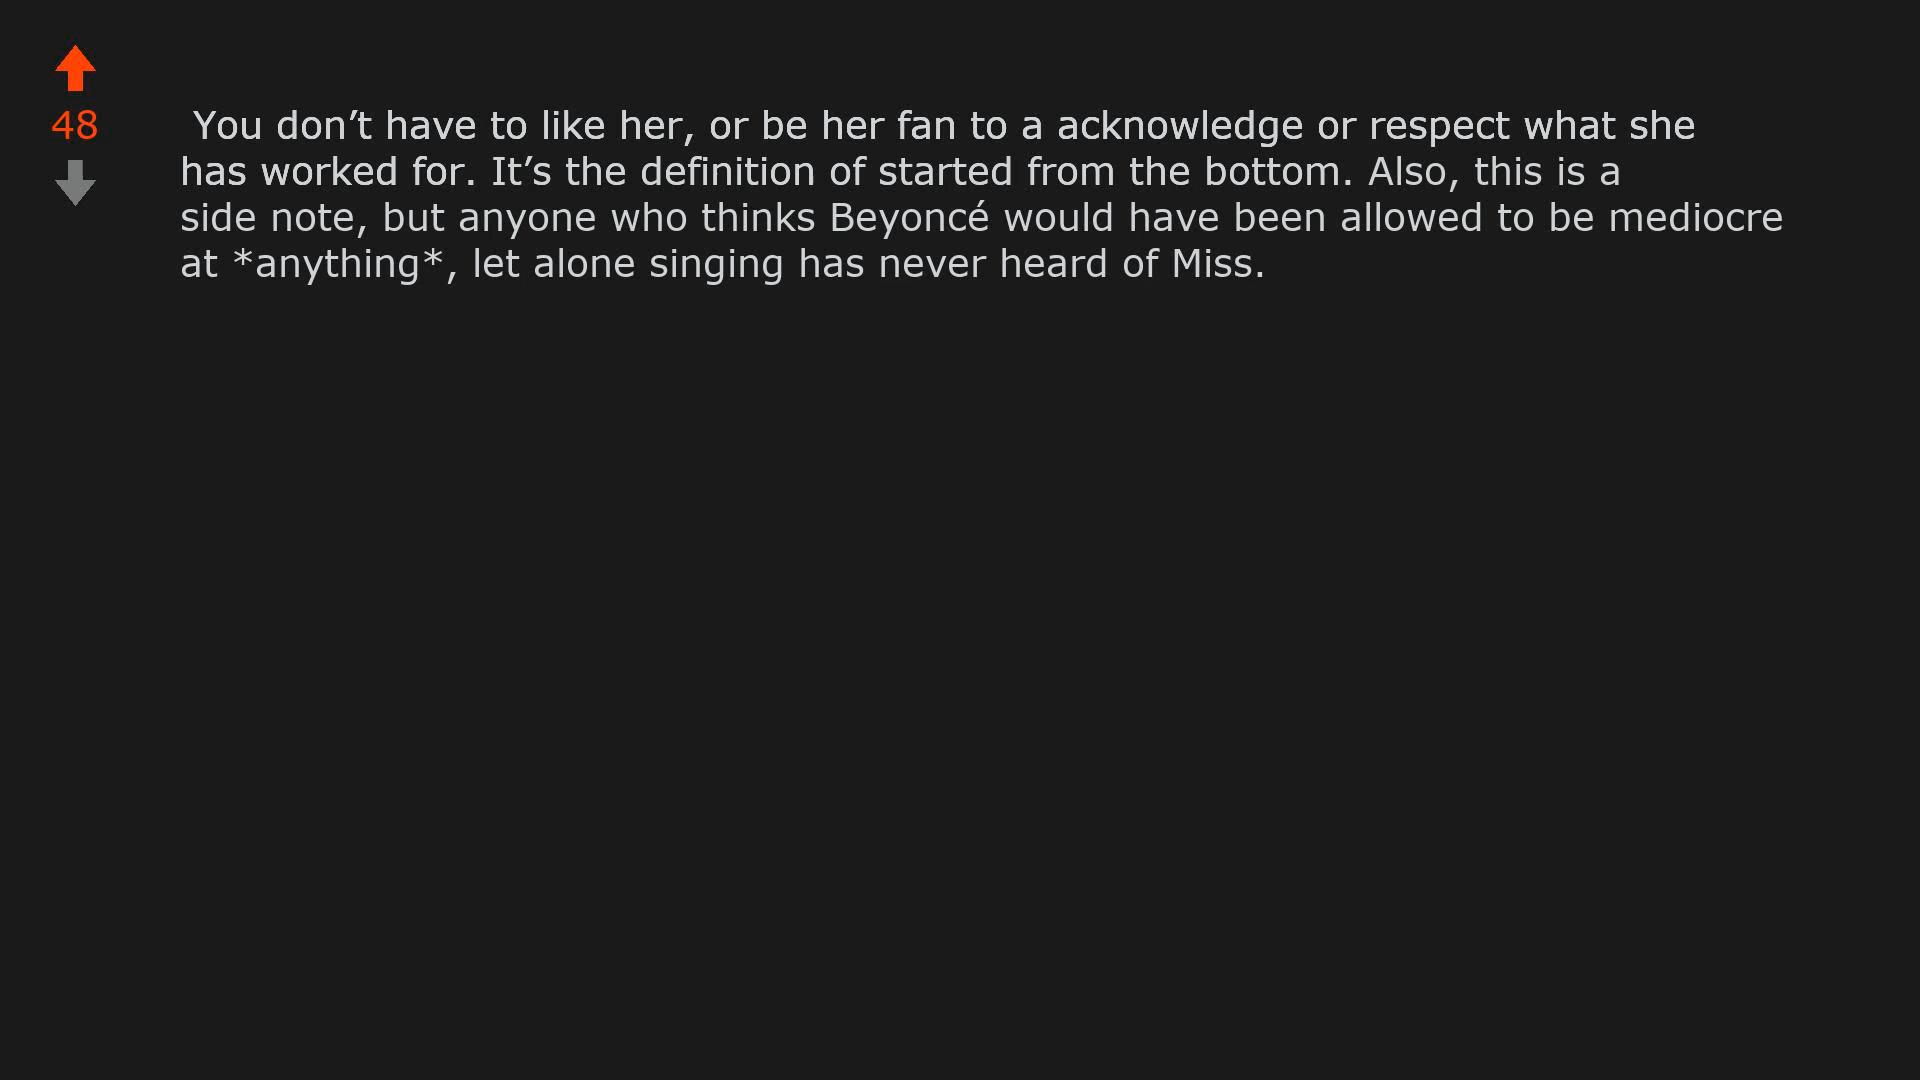 48
You don’t have to like her, or be her fan to a acknowledge or respect what she
has worked for. It’s the definition of started from the bottom. Also, this is a
side note, but anyone who thinks Beyoncé would have been allowed to be mediocre
at *anything*, let alone singing has never heard of Miss.